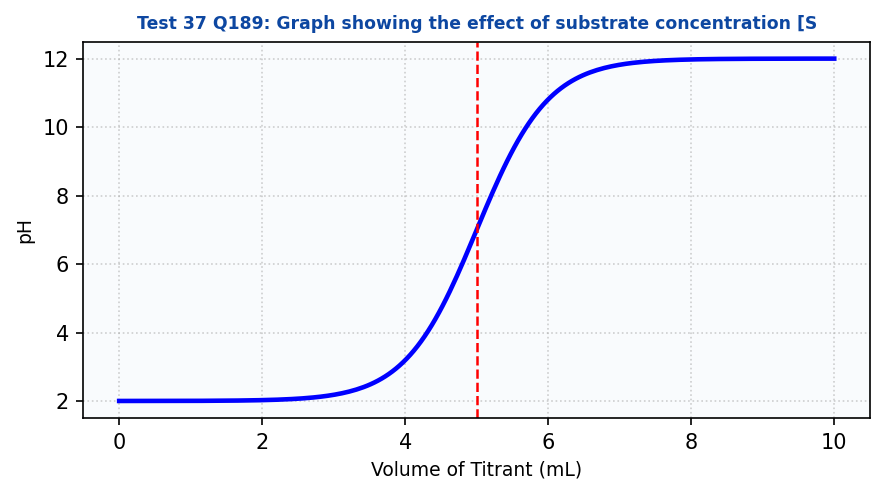 Test 37 Q189: Graph showing the effect of substrate concentration [S
12
10
8
6
4
2
pH
0 2 4 6 8 10
Volume of Titrant (mL)